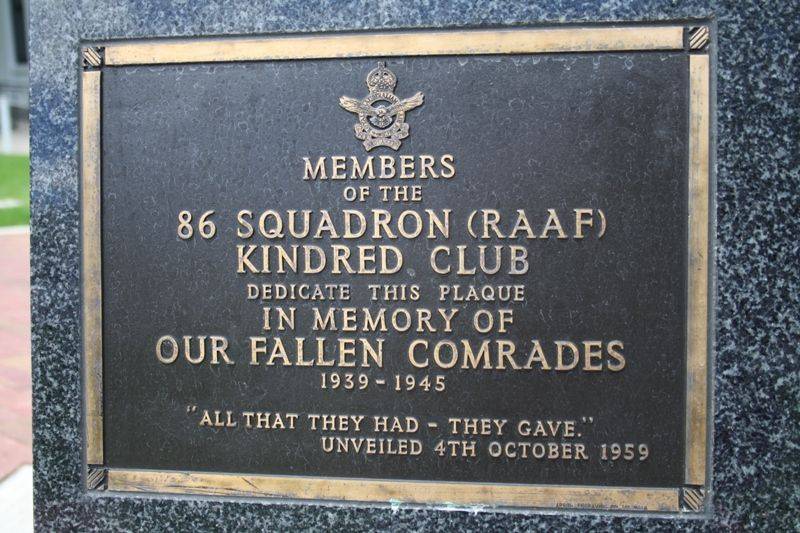 MEMBERS
OF THE
86 SQUADRON (RAAF)
KINDRED CLUB
DEDICATE THIS PLAQUE
IN MEMORY OF
OUR FALLEN COMRADES
1939 - 1945
"ALL THAT THEY HAD - THEY GAVE."
UNVEILED 4TH OCTOBER 1959